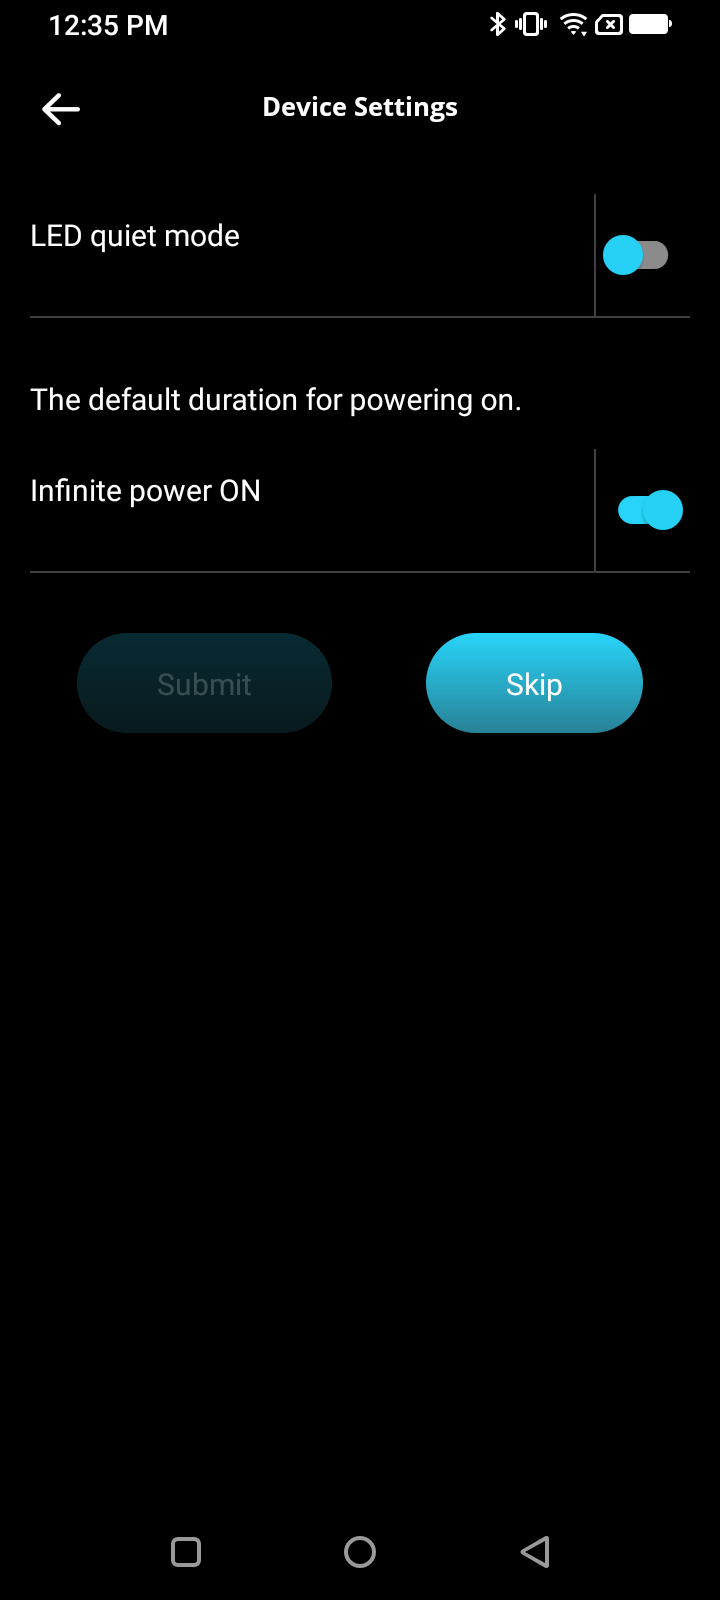 12:35 PM
Device Settings
LED quiet mode
The default duration for powering on.
Infinite power ON
Submit
Skip